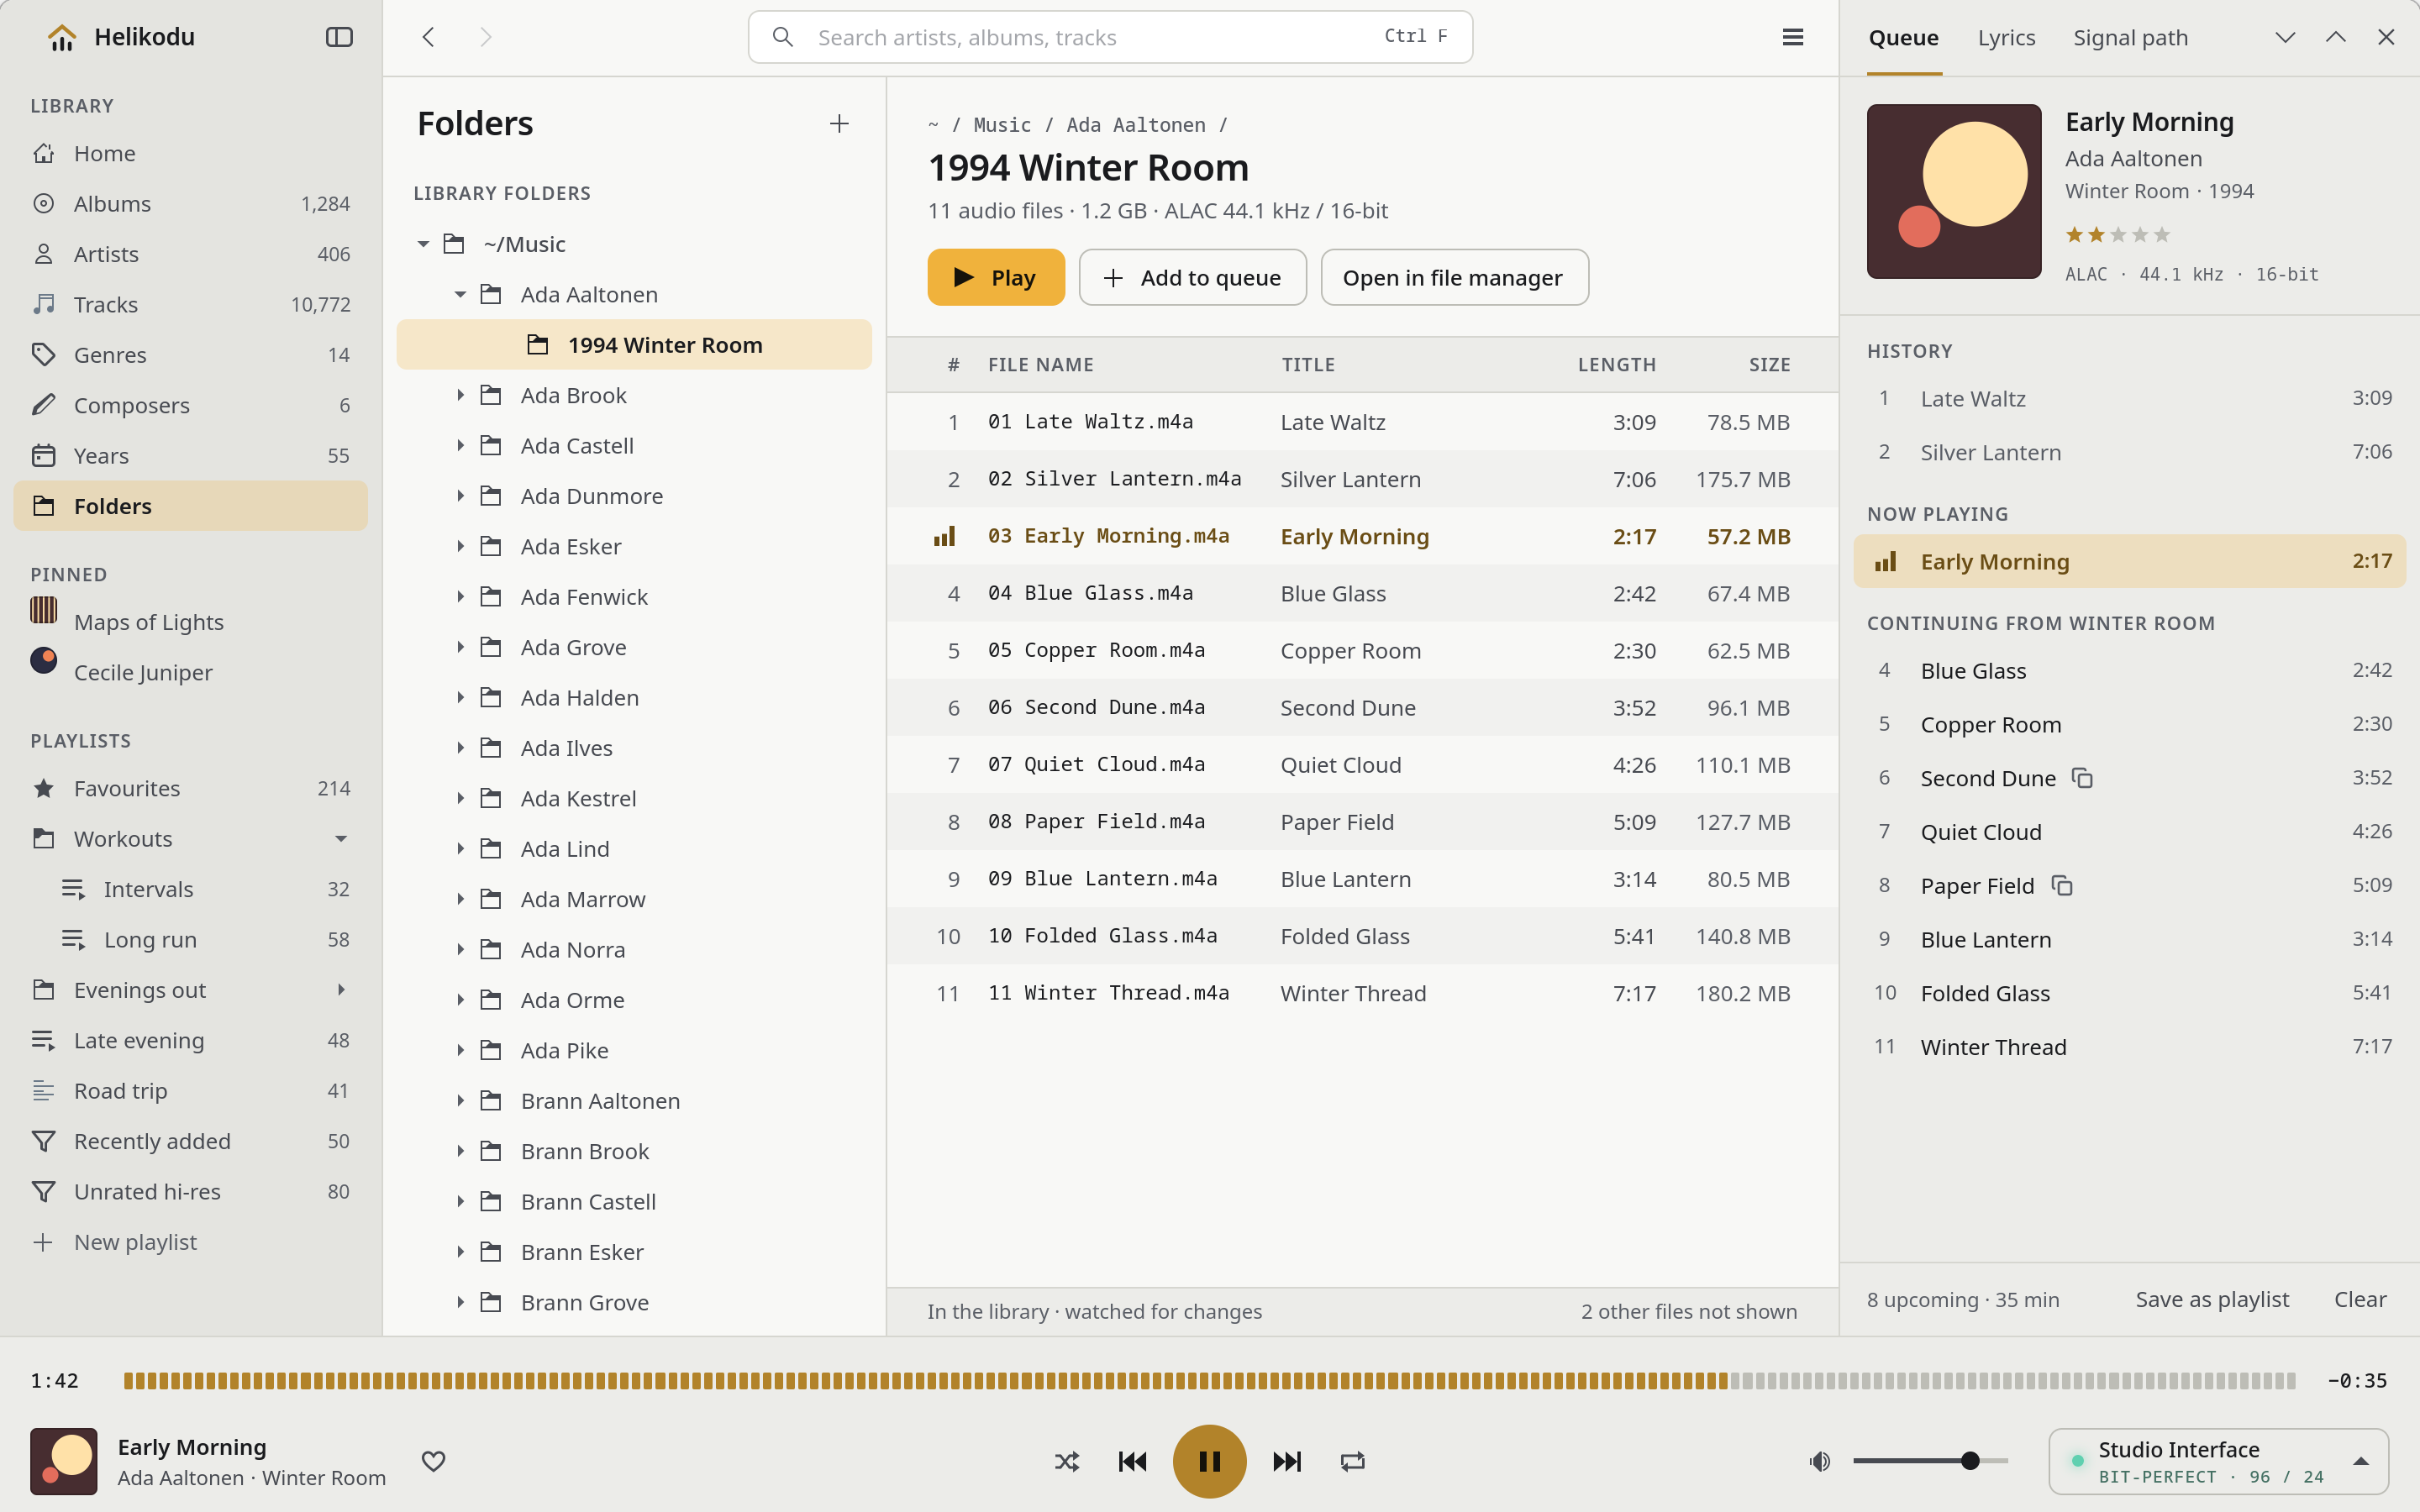 Helikodu
LIBRARY
Home
Albums 1,284
Artists 406
Tracks 10,772
Genres 14
Composers 6
Years 55
Folders
PINNED
Maps of Lights
Cecile Juniper
PLAYLISTS
Favourites 214
Workouts
Intervals 32
Long run 58
Evenings out
Late evening 48
Road trip 41
Recently added 50
Unrated hi-res 80
New playlist
Search artists, albums, tracks Ctrl F
Folders
LIBRARY FOLDERS
~/Music
Ada Aaltonen
1994 Winter Room
Ada Brook
Ada Castell
Ada Dunmore
Ada Esker
Ada Fenwick
Ada Grove
Ada Halden
Ada Ilves
Ada Kestrel
Ada Lind
Ada Marrow
Ada Norra
Ada Orme
Ada Pike
Brann Aaltonen
Brann Brook
Brann Castell
Brann Esker
Brann Grove
~ / Music / Ada Aaltonen /
1994 Winter Room
11 audio files · 1.2 GB · ALAC 44.1 kHz / 16-bit
Play
Add to queue
Open in file manager
# FILE NAME TITLE LENGTH SIZE
1 01 Late Waltz.m4a Late Waltz 3:09 78.5 MB
2 02 Silver Lantern.m4a Silver Lantern 7:06 175.7 MB
03 Early Morning.m4a Early Morning 2:17 57.2 MB
4 04 Blue Glass.m4a Blue Glass 2:42 67.4 MB
5 05 Copper Room.m4a Copper Room 2:30 62.5 MB
6 06 Second Dune.m4a Second Dune 3:52 96.1 MB
7 07 Quiet Cloud.m4a Quiet Cloud 4:26 110.1 MB
8 08 Paper Field.m4a Paper Field 5:09 127.7 MB
9 09 Blue Lantern.m4a Blue Lantern 3:14 80.5 MB
10 10 Folded Glass.m4a Folded Glass 5:41 140.8 MB
11 11 Winter Thread.m4a Winter Thread 7:17 180.2 MB
In the library · watched for changes 2 other files not shown
Queue Lyrics Signal path
Early Morning
Ada Aaltonen
Winter Room · 1994
ALAC · 44.1 kHz · 16-bit
HISTORY
1 Late Waltz 3:09
2 Silver Lantern 7:06
NOW PLAYING
Early Morning 2:17
CONTINUING FROM WINTER ROOM
4 Blue Glass 2:42
5 Copper Room 2:30
6 Second Dune 3:52
7 Quiet Cloud 4:26
8 Paper Field 5:09
9 Blue Lantern 3:14
10 Folded Glass 5:41
11 Winter Thread 7:17
8 upcoming · 35 min Save as playlist Clear
1:42 −0:35
Early Morning
Ada Aaltonen · Winter Room
Studio Interface
BIT-PERFECT · 96 / 24